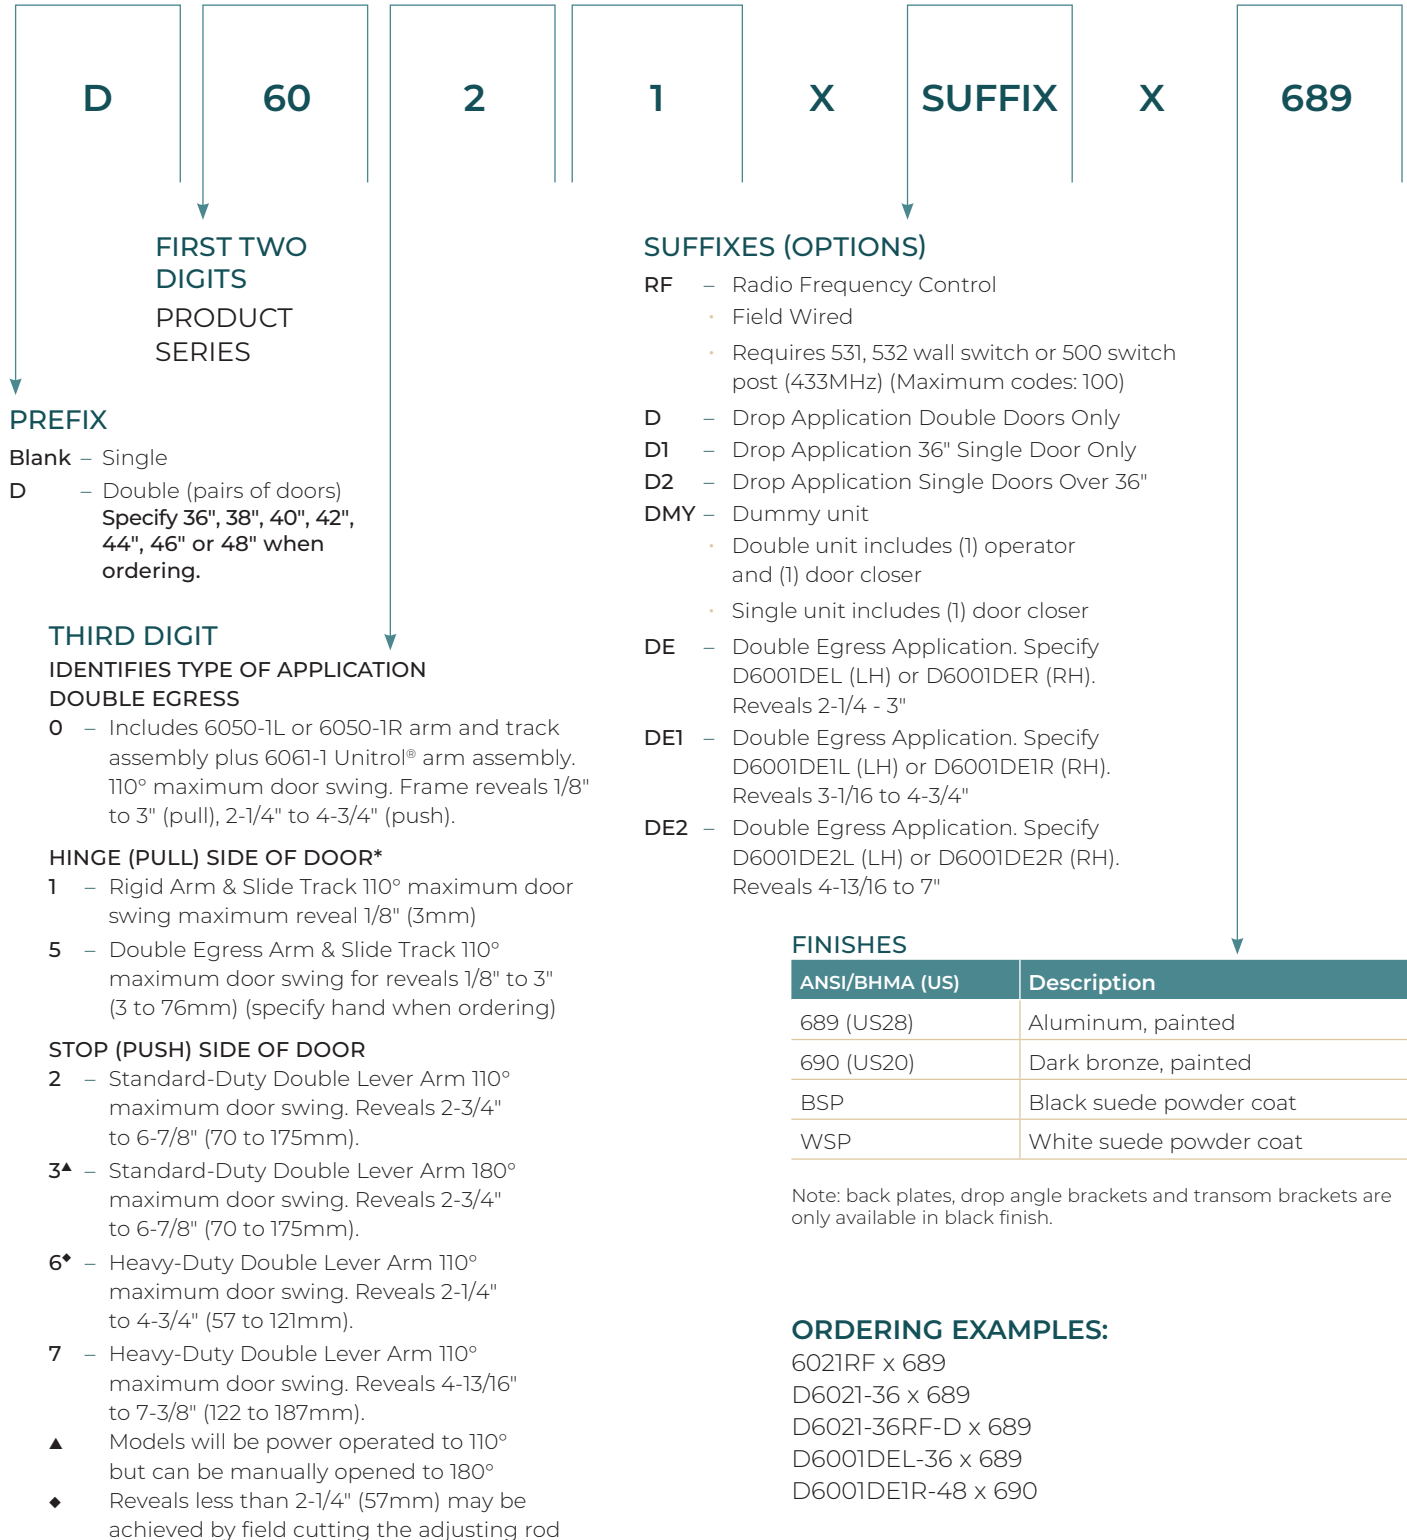 D 60 2 1 X SUFFIX X 689
FIRST TWO
DIGITS
PRODUCT
SERIES
PREFIX
Blank – Single
D – Double (pairs of doors)
Specify 36", 38", 40", 42",
44", 46" or 48" when
ordering.
THIRD DIGIT
IDENTIFIES TYPE OF APPLICATION
DOUBLE EGRESS
0 – Includes 6050-1L or 6050-1R arm and track
assembly plus 6061-1 Unitrol® arm assembly.
110° maximum door swing. Frame reveals 1/8"
to 3" (pull), 2-1/4" to 4-3/4" (push).
HINGE (PULL) SIDE OF DOOR*
1 – Rigid Arm & Slide Track 110° maximum door
swing maximum reveal 1/8" (3mm)
5 – Double Egress Arm & Slide Track 110°
maximum door swing for reveals 1/8" to 3"
(3 to 76mm) (specify hand when ordering)
STOP (PUSH) SIDE OF DOOR
2 – Standard-Duty Double Lever Arm 110°
maximum door swing. Reveals 2-3/4"
to 6-7/8" (70 to 175mm).
3▲ – Standard-Duty Double Lever Arm 180°
maximum door swing. Reveals 2-3/4"
to 6-7/8" (70 to 175mm).
6◆ – Heavy-Duty Double Lever Arm 110°
maximum door swing. Reveals 2-1/4"
to 4-3/4" (57 to 121mm).
7 – Heavy-Duty Double Lever Arm 110°
maximum door swing. Reveals 4-13/16"
to 7-3/8" (122 to 187mm).
▲ Models will be power operated to 110°
but can be manually opened to 180°
◆ Reveals less than 2-1/4" (57mm) may be
achieved by field cutting the adjusting rod
SUFFIXES (OPTIONS)
RF – Radio Frequency Control
• Field Wired
• Requires 531, 532 wall switch or 500 switch
post (433MHz) (Maximum codes: 100)
D – Drop Application Double Doors Only
D1 – Drop Application 36" Single Door Only
D2 – Drop Application Single Doors Over 36"
DMY – Dummy unit
• Double unit includes (1) operator
and (1) door closer
• Single unit includes (1) door closer
DE – Double Egress Application. Specify
D6001DEL (LH) or D6001DER (RH).
Reveals 2-1/4 - 3"
DE1 – Double Egress Application. Specify
D6001DE1L (LH) or D6001DE1R (RH).
Reveals 3-1/16 to 4-3/4"
DE2 – Double Egress Application. Specify
D6001DE2L (LH) or D6001DE2R (RH).
Reveals 4-13/16 to 7"
FINISHES
ANSI/BHMA (US) Description
689 (US28) Aluminum, painted
690 (US20) Dark bronze, painted
BSP Black suede powder coat
WSP White suede powder coat
Note: back plates, drop angle brackets and transom brackets are
only available in black finish.
ORDERING EXAMPLES:
6021RF x 689
D6021-36 x 689
D6021-36RF-D x 689
D6001DEL-36 x 689
D6001DE1R-48 x 690